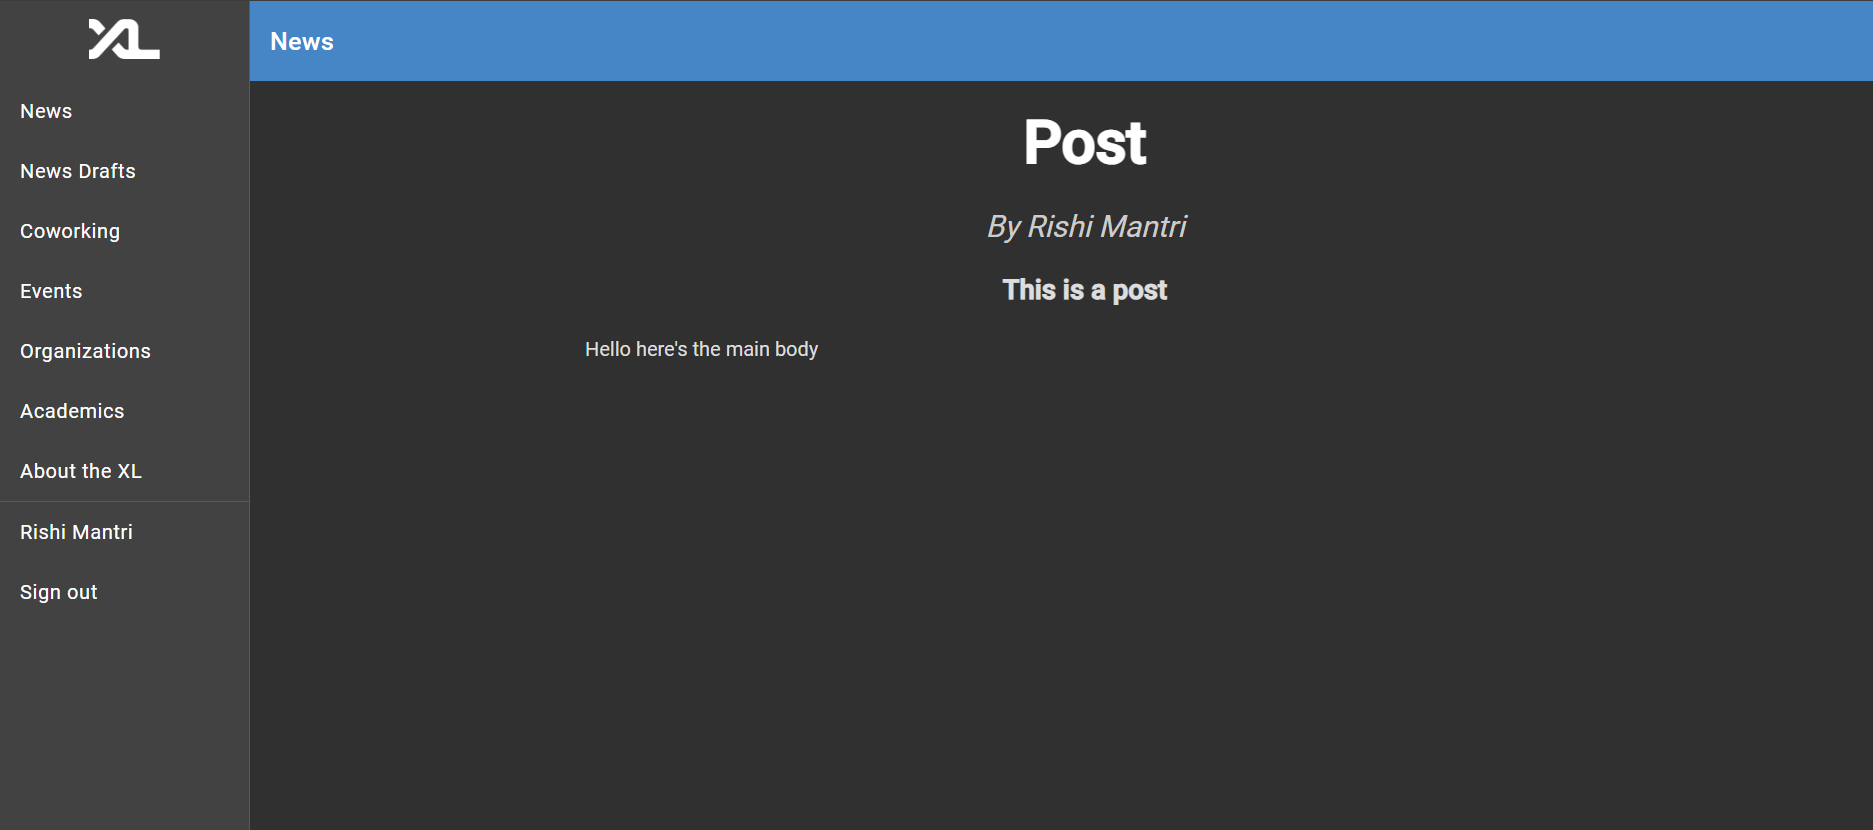 XL
News
News Drafts
Coworking
Events
Organizations
Academics
About the XL
Rishi Mantri
Sign out
News
Post
By Rishi Mantri
This is a post
Hello here's the main body